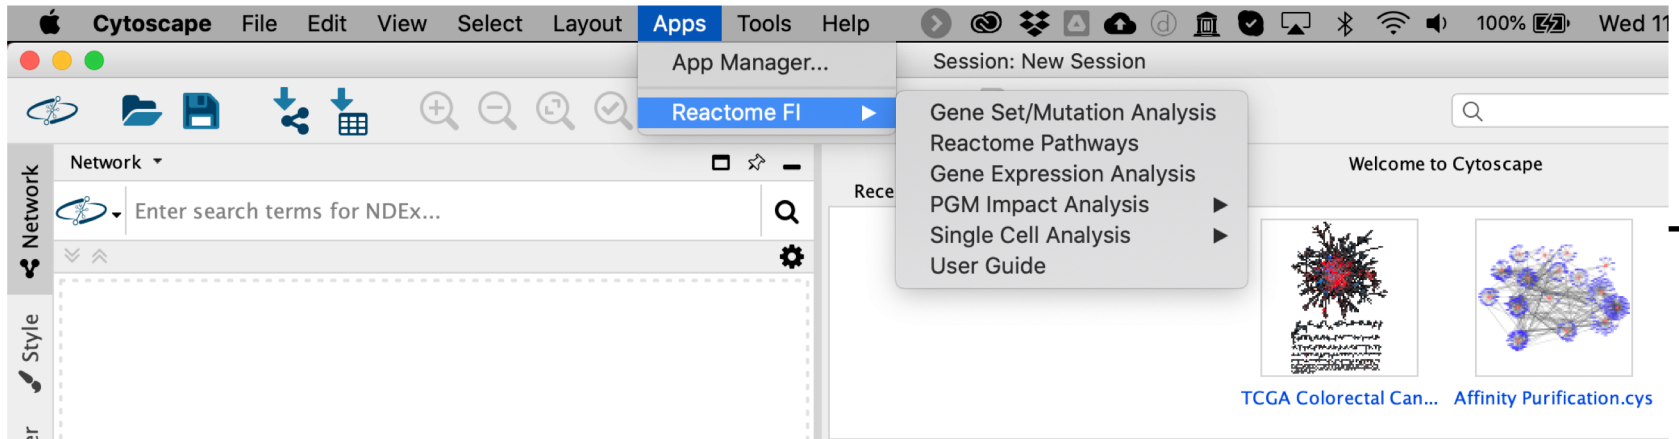 Cytoscape File Edit View Select Layout Apps Tools Help 100% Wed 11
App Manager...
Session: New Session
Reactome FI
Gene Set/Mutation Analysis
Reactome Pathways
Gene Expression Analysis
PGM Impact Analysis
Single Cell Analysis
User Guide
Network
Network
Enter search terms for NDEx...
Style
Welcome to Cytoscape
Rece
TCGA Colorectal Can... Affinity Purification.cys